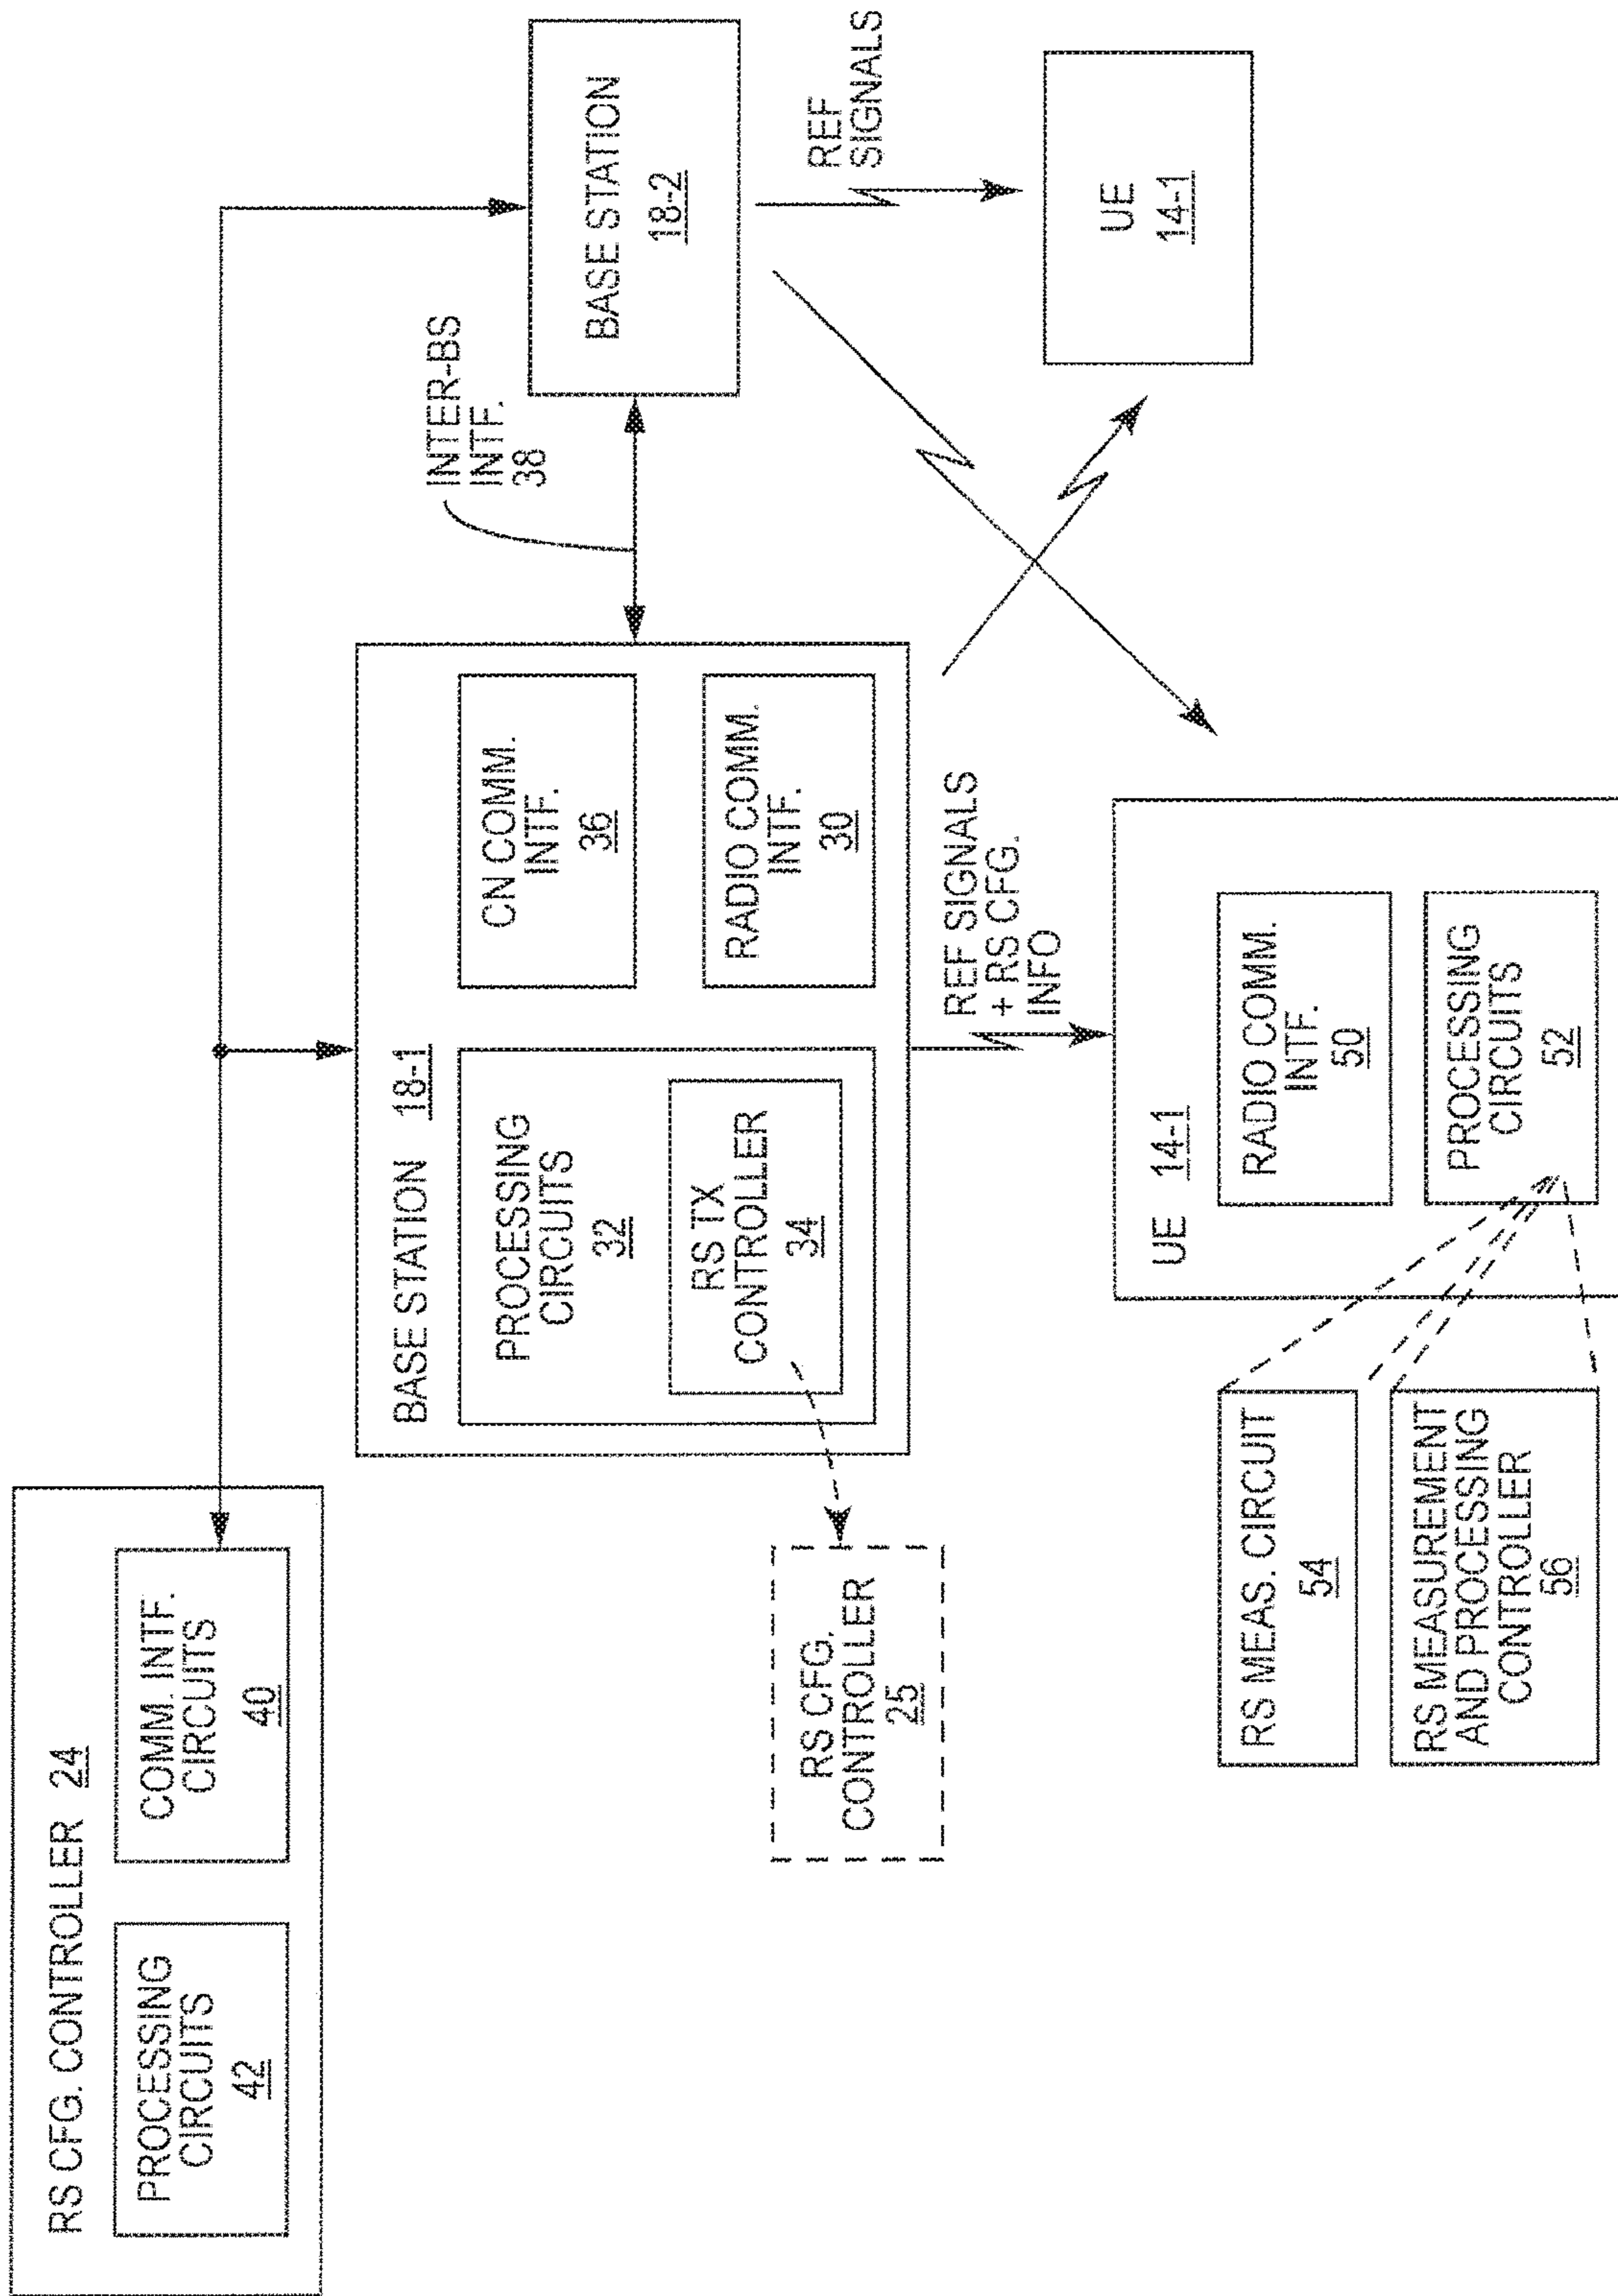 RS CFG. CONTROLLER 24
PROCESSING
CIRCUITS
42
COMM. INTF.
CIRCUITS
40
BASE STATION 18-1
PROCESSING
CIRCUITS
32
RS TX
CONTROLLER
34
CN COMM.
INTF.
36
RADIO COMM.
INTF.
30
INTER-BS
INTF.
38
BASE STATION
18-2
REF
SIGNALS
UE
14-1
RS CFG.
CONTROLLER
25
REF SIGNALS
+ RS CFG.
INFO
UE 14-1
RADIO COMM.
INTF.
50
PROCESSING
CIRCUITS
52
RS MEAS. CIRCUIT
54
RS MEASUREMENT
AND PROCESSING
CONTROLLER
56